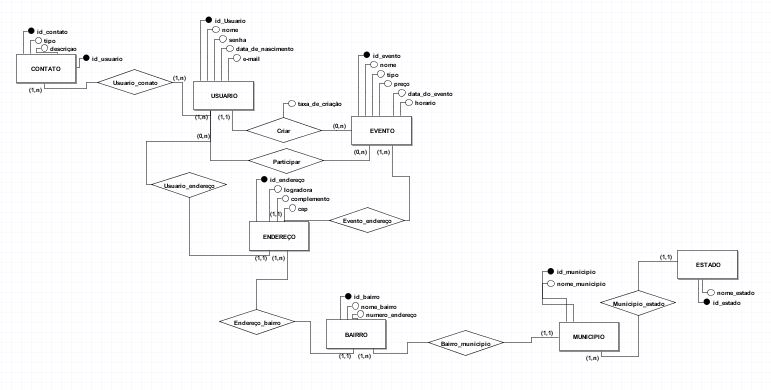 id_contato
tipo
descriçao
CONTATO
id_usuario
(1,n)
Usuario_conato
(1,n)
id_Usuario
nome
senha
data_de_nascimento
e-mail
USUARIO
(1,n)
(1,1)
(0,n)
taxa_de_criação
Criar
(0,n)
Participar
(0,n)
(1,n)
id_evento
nome
tipo
preço
data_do_evento
horario
EVENTO
Usuario_endereço
id_endereço
logradora
complemento
cep
(1,1)
ENDEREÇO
(1,1)
(1,n)
Evento_endereço
Endereço_bairro
id_bairro
nome_bairro
numero_endereço
BAIRRO
(1,1)
(1,n)
Bairro_municipio
(1,1)
id_municipio
nome_municipio
MUNICIPIO
(1,n)
Municipio_estado
(1,1)
ESTADO
nome_estado
id_estado